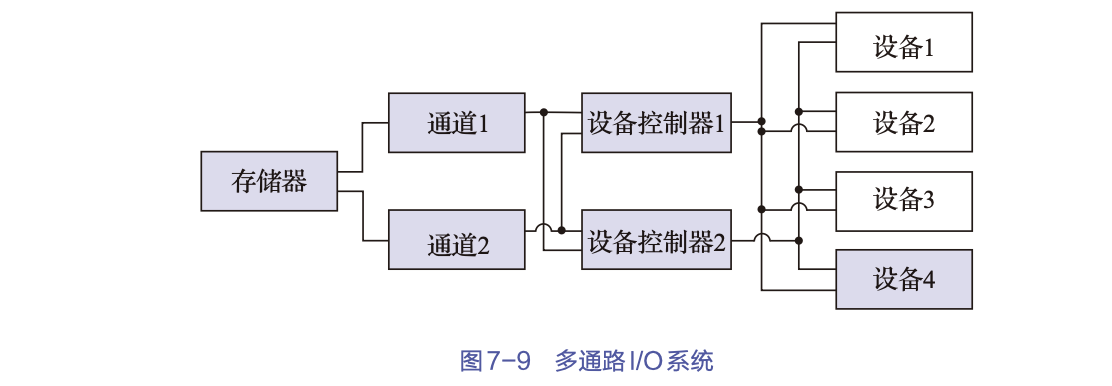 设备1
通道1
设备控制器1
设备2
存储器
设备3
通道2
设备控制器2
设备4
图7-9 多通路I/O系统